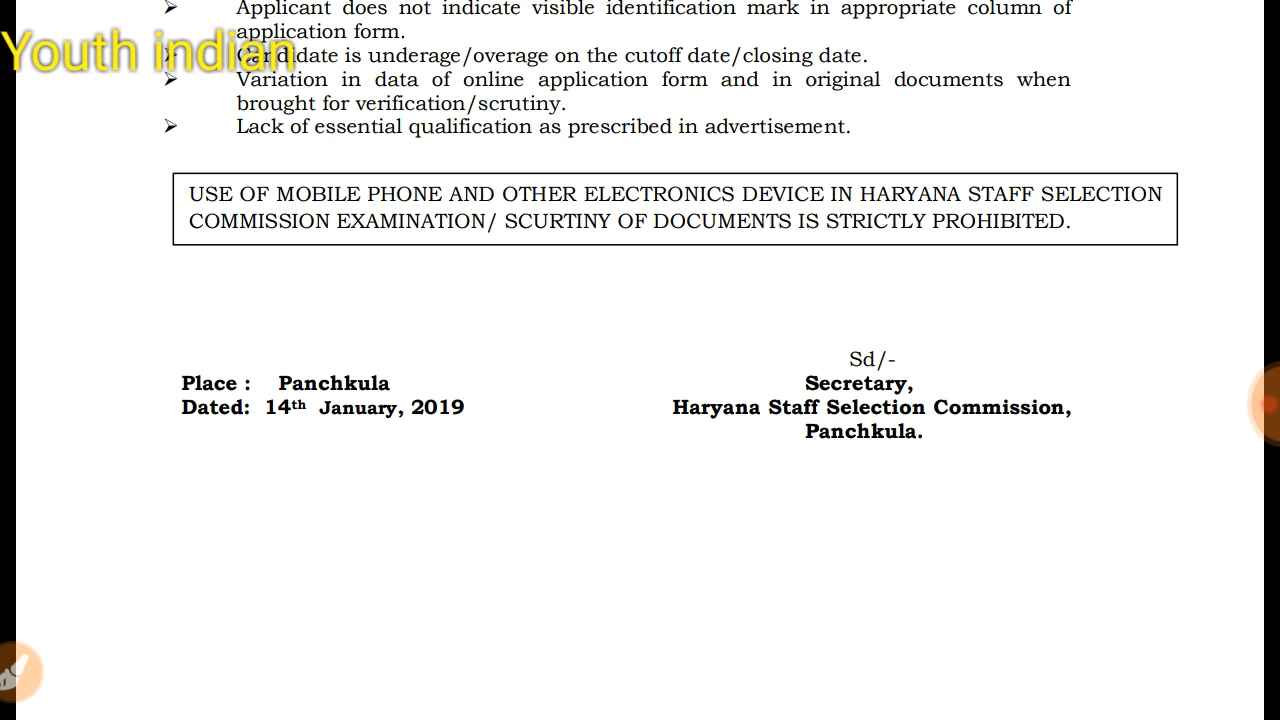 ➢ Applicant does not indicate visible identification mark in appropriate column of
application form.
Youth indian
➢ Candidate is underage/overage on the cutoff date/closing date.
➢ Variation in data of online application form and in original documents when
brought for verification/scrutiny.
➢ Lack of essential qualification as prescribed in advertisement.
USE OF MOBILE PHONE AND OTHER ELECTRONICS DEVICE IN HARYANA STAFF SELECTION
COMMISSION EXAMINATION/ SCURTINY OF DOCUMENTS IS STRICTLY PROHIBITED.
Sd/-
Place : Panchkula Secretary,
Dated: 14th January, 2019 Haryana Staff Selection Commission,
Panchkula.